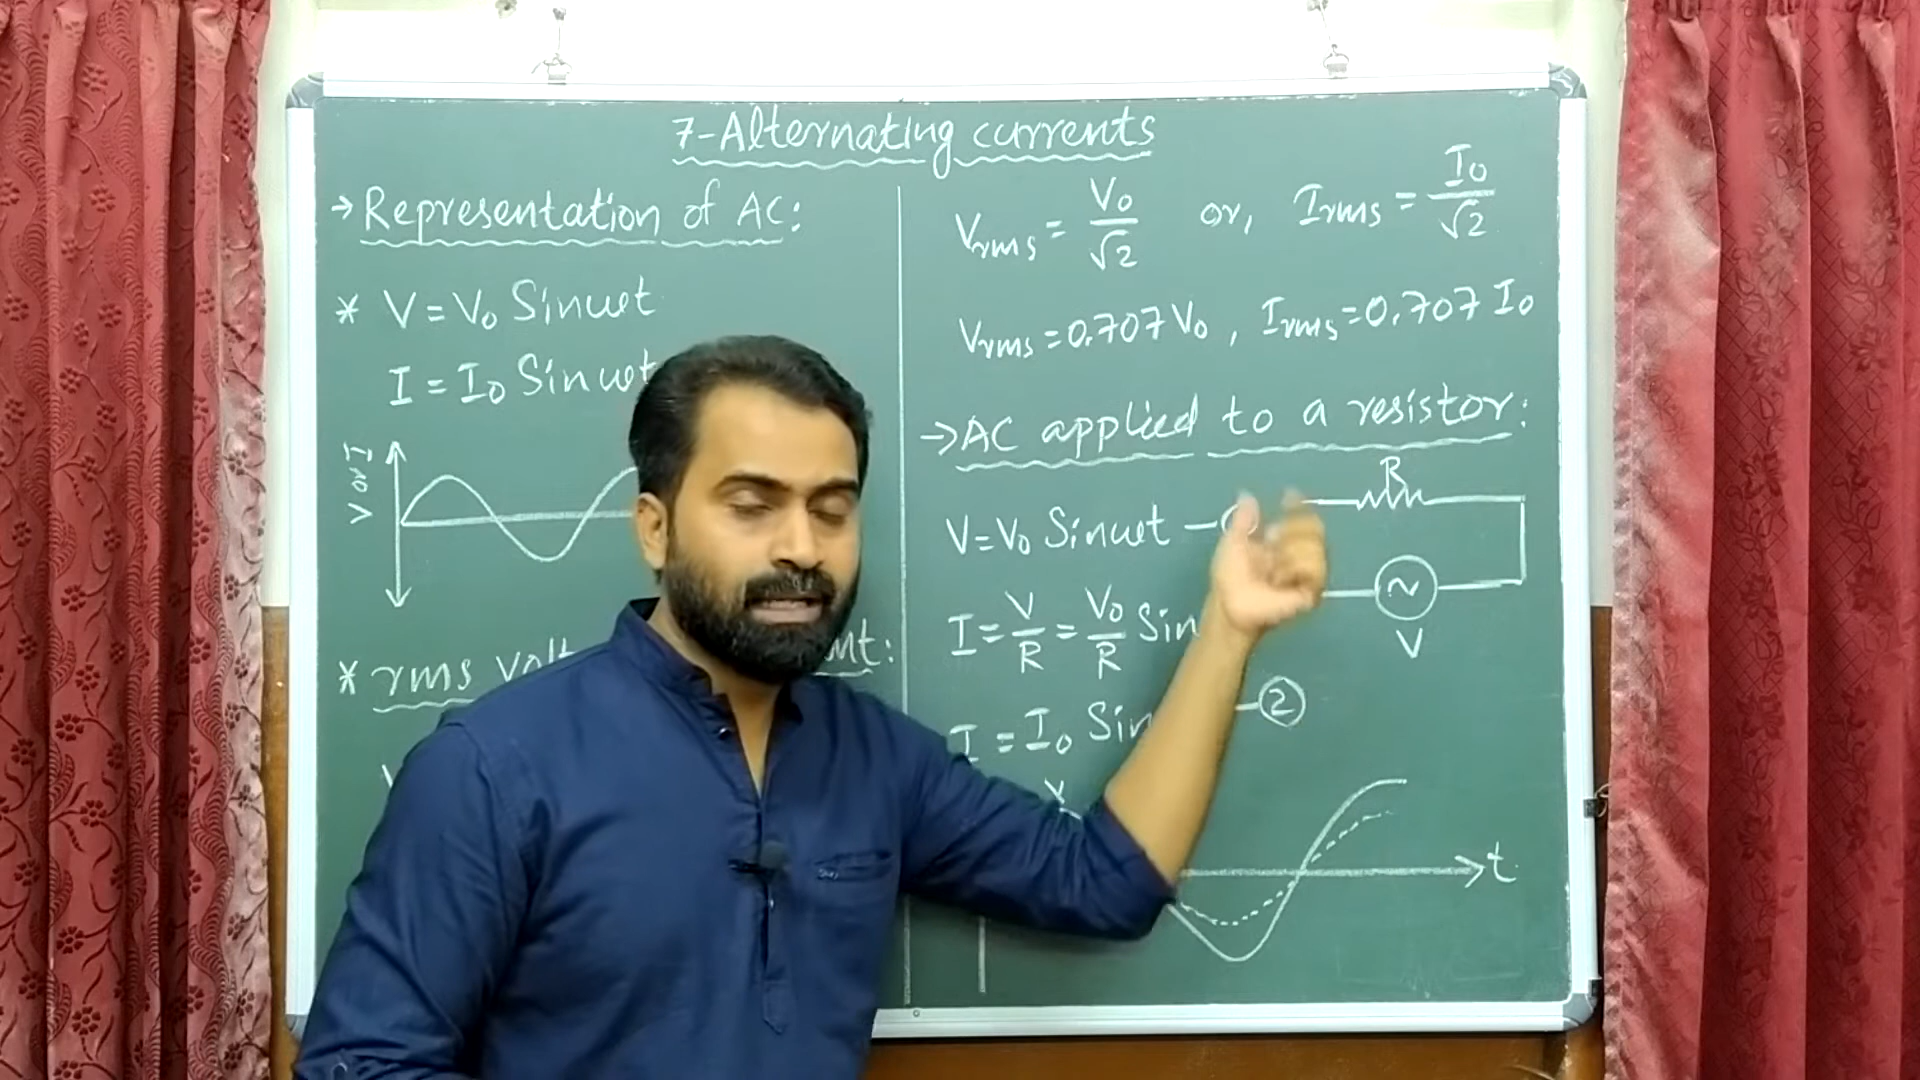 7-Alternating currents
→ Representation of AC:
* V = V₀ Sinωt
I = I₀ Sinωt
V or I
* rms
Vrms = V₀/√2 or, Irms = I₀/√2
Vrms = 0.707 V₀, Irms = 0.707 I₀
→ AC applied to a resistor:
R
V = V₀ Sinωt —
I = V/R = V₀/R Sin
V
I = I₀ Sin — ②
t